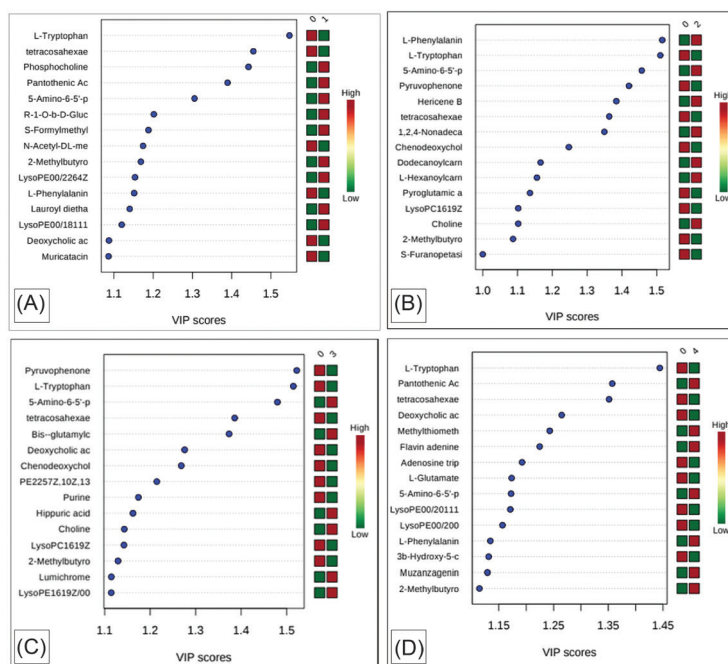 0 1
L-Tryptophan
tetracosahexae
Phosphocholine
Pantothenic Ac
5-Amino-6-5'-p
R-1-O-b-D-Gluc
S-Formylmethyl
N-Acetyl-DL-me
2-Methylbutyro
LysoPE00/2264Z
L-Phenylalanin
Lauroyl dietha
LysoPE00/18111
Deoxycholic ac
Muricatacin
High
Low
1.1 1.2 1.3 1.4 1.5
VIP scores
(A)
0 2
L-Phenylalanin
L-Tryptophan
5-Amino-6-5'-p
Pyruvophenone
Hericene B
tetracosahexae
1,2,4-Nonadeca
Chenodeoxychol
Dodecanoylcarn
L-Hexanoylcarn
Pyroglutamic a
LysoPC1619Z
Choline
2-Methylbutyro
S-Furanopetasi
High
Low
1.0 1.1 1.2 1.3 1.4 1.5
VIP scores
(B)
0 3
Pyruvophenone
L-Tryptophan
5-Amino-6-5'-p
tetracosahexae
Bis--glutamylc
Deoxycholic ac
Chenodeoxychol
PE2257Z,10Z,13
Purine
Hippuric acid
Choline
LysoPC1619Z
2-Methylbutyro
Lumichrome
LysoPE1619Z/00
High
Low
1.1 1.2 1.3 1.4 1.5
VIP scores
(C)
0 4
L-Tryptophan
Pantothenic Ac
tetracosahexae
Deoxycholic ac
Methylthiometh
Flavin adenine
Adenosine trip
L-Glutamate
5-Amino-6-5'-p
LysoPE00/20111
LysoPE00/200
L-Phenylalanin
3b-Hydroxy-5-c
Muzanzagenin
2-Methylbutyro
High
Low
1.15 1.25 1.35 1.45
VIP scores
(D)